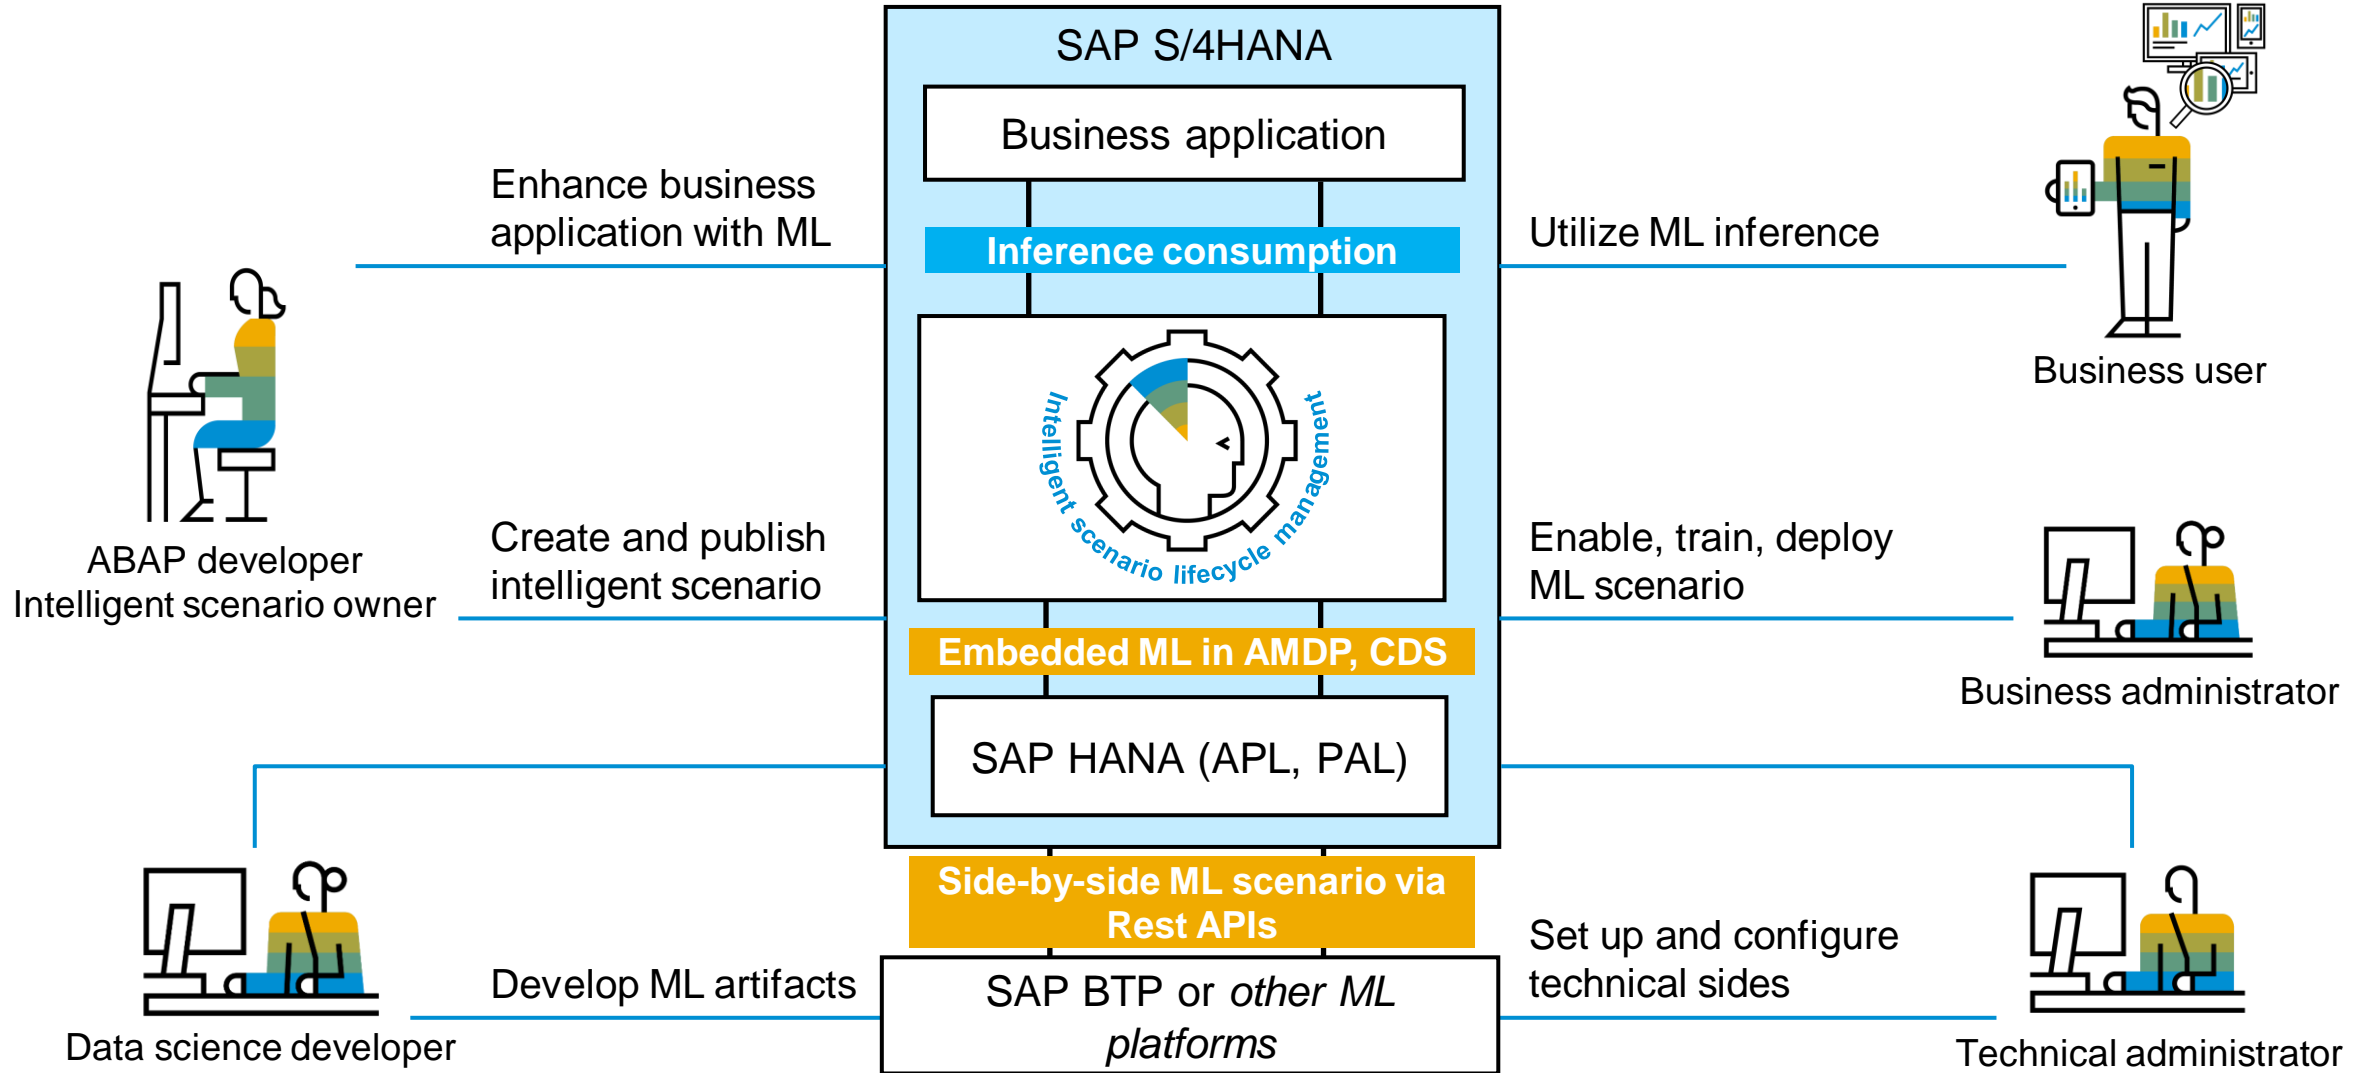 SAP S/4HANA
Business application
Enhance business
application with ML
Inference consumption
Utilize ML inference
Business user
Intelligent scenario lifecycle management
ABAP developer
Intelligent scenario owner
Create and publish
intelligent scenario
Enable, train, deploy
ML scenario
Embedded ML in AMDP, CDS
Business administrator
SAP HANA (APL, PAL)
Side-by-side ML scenario via
Rest APIs
Develop ML artifacts
Set up and configure
technical sides
SAP BTP or other ML
platforms
Data science developer
Technical administrator